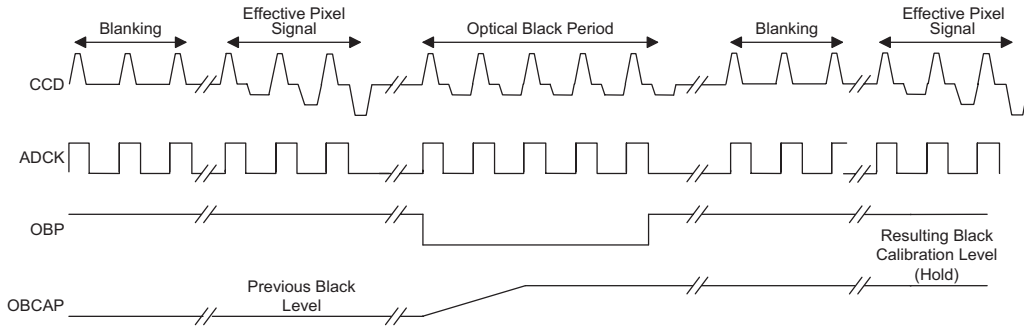 Blanking
Effective Pixel
Signal
Optical Black Period
Blanking
Effective Pixel
Signal
CCD
ADCK
OBP
OBCAP
Previous Black
Level
Resulting Black
Calibration Level
(Hold)